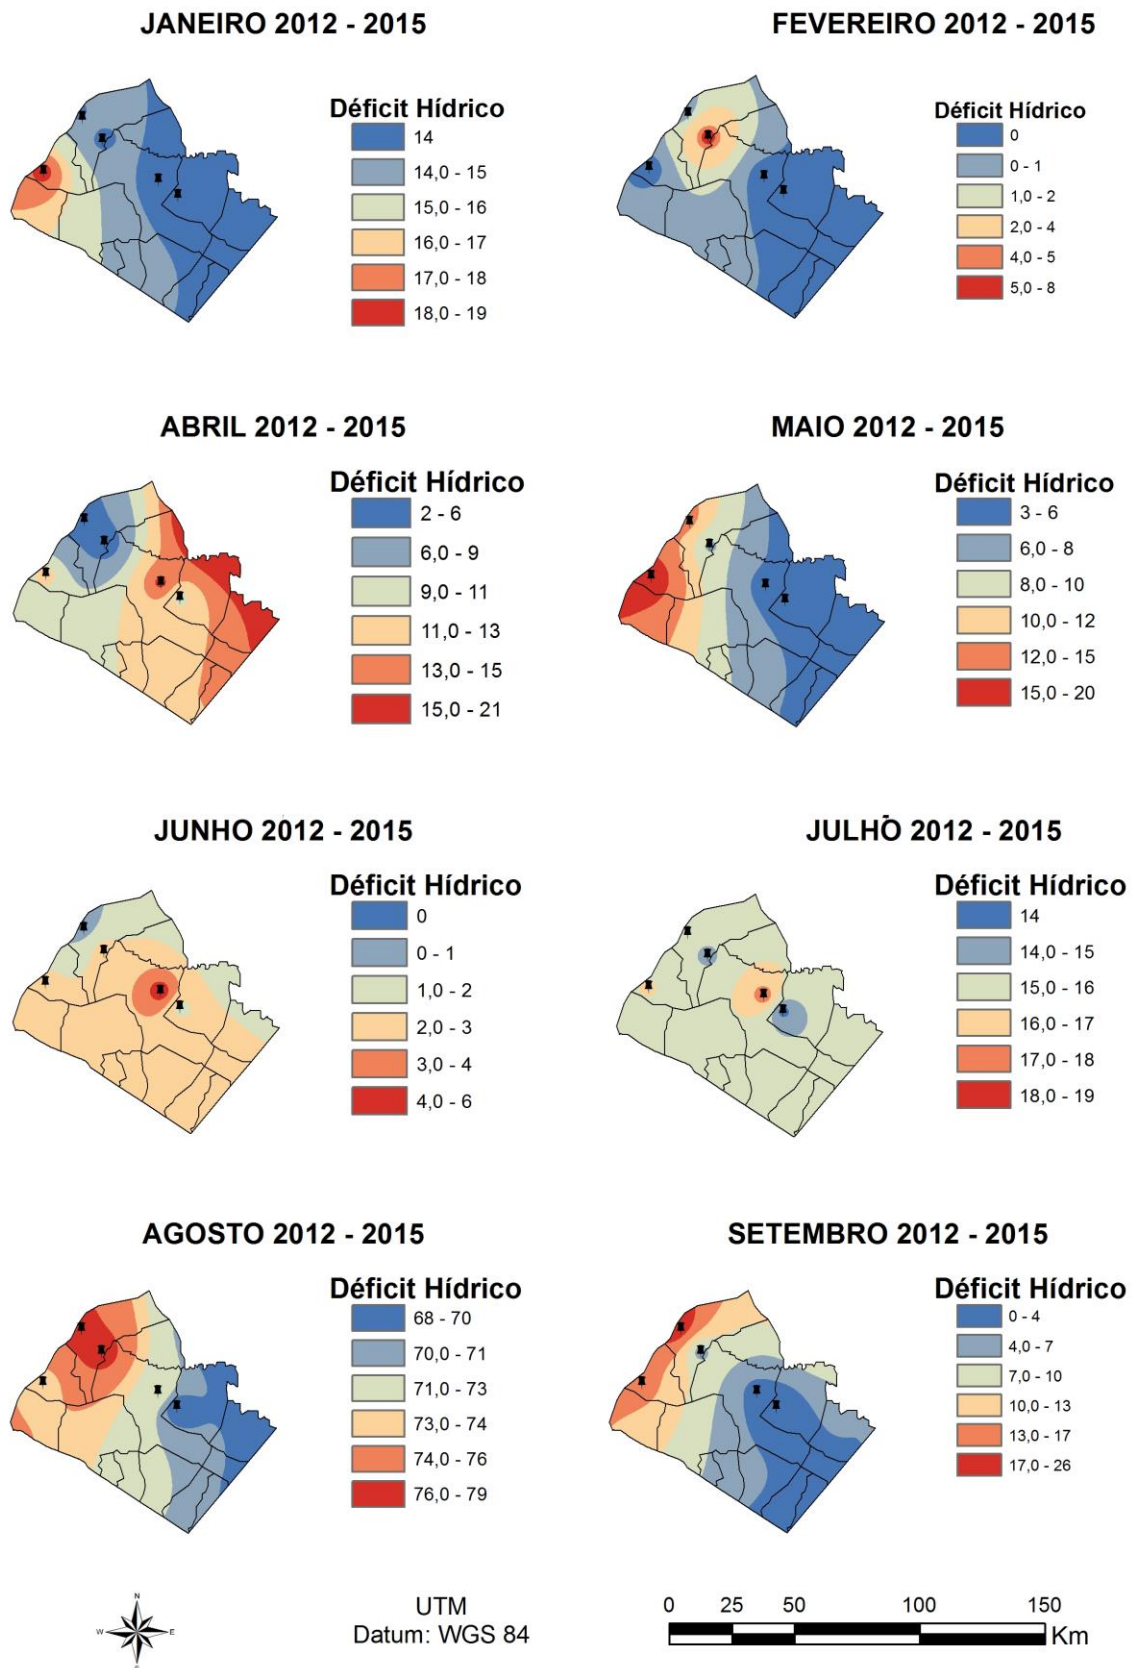 JANEIRO 2012 - 2015
Déficit Hídrico
14
14,0 - 15
15,0 - 16
16,0 - 17
17,0 - 18
18,0 - 19
FEVEREIRO 2012 - 2015
Déficit Hídrico
0
0 - 1
1,0 - 2
2,0 - 4
4,0 - 5
5,0 - 8
ABRIL 2012 - 2015
Déficit Hídrico
2 - 6
6,0 - 9
9,0 - 11
11,0 - 13
13,0 - 15
15,0 - 21
MAIO 2012 - 2015
Déficit Hídrico
3 - 6
6,0 - 8
8,0 - 10
10,0 - 12
12,0 - 15
15,0 - 20
JUNHO 2012 - 2015
Déficit Hídrico
0
0 - 1
1,0 - 2
2,0 - 3
3,0 - 4
4,0 - 6
JULHO 2012 - 2015
Déficit Hídrico
14
14,0 - 15
15,0 - 16
16,0 - 17
17,0 - 18
18,0 - 19
AGOSTO 2012 - 2015
Déficit Hídrico
68 - 70
70,0 - 71
71,0 - 73
73,0 - 74
74,0 - 76
76,0 - 79
SETEMBRO 2012 - 2015
Déficit Hídrico
0 - 4
4,0 - 7
7,0 - 10
10,0 - 13
13,0 - 17
17,0 - 26
N
W E
UTM
Datum: WGS 84
0 25 50 100 150
Km